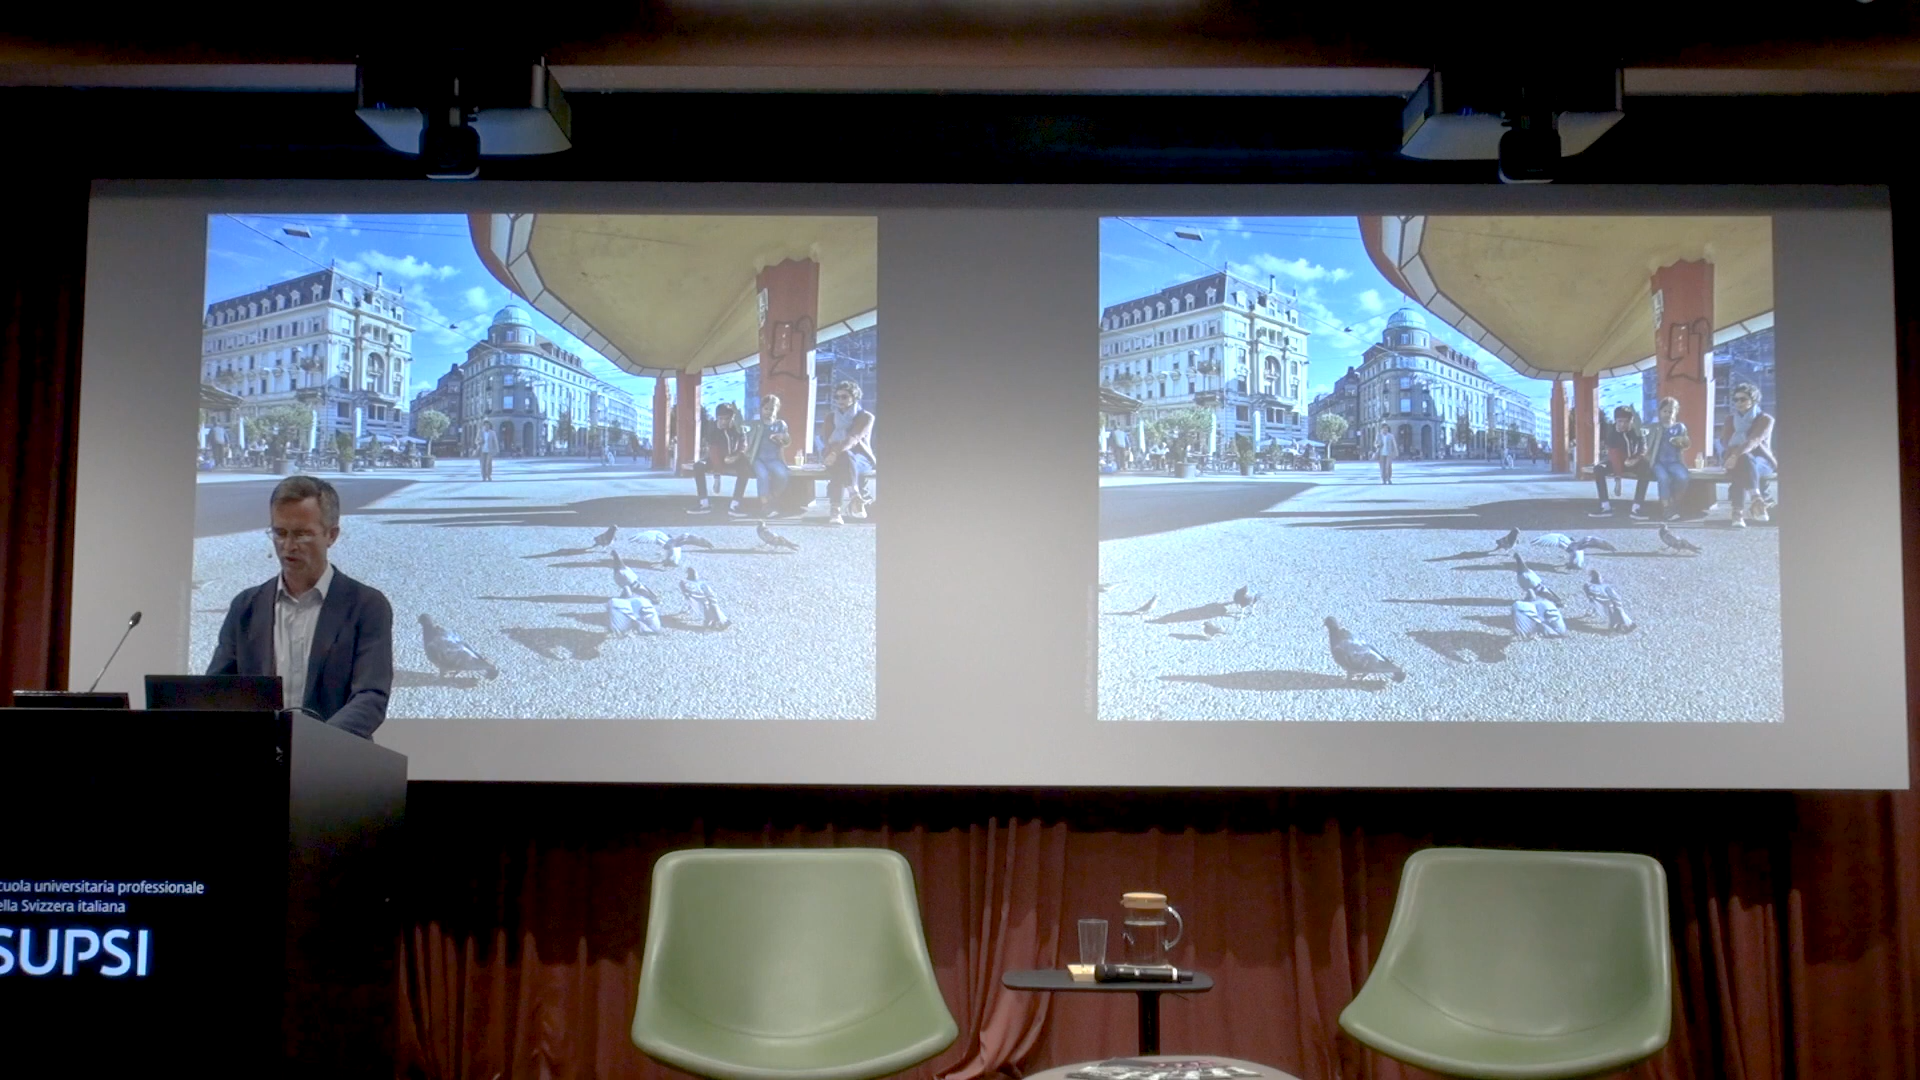 cuola universitaria professionale
ella Svizzera italiana
SUPSI